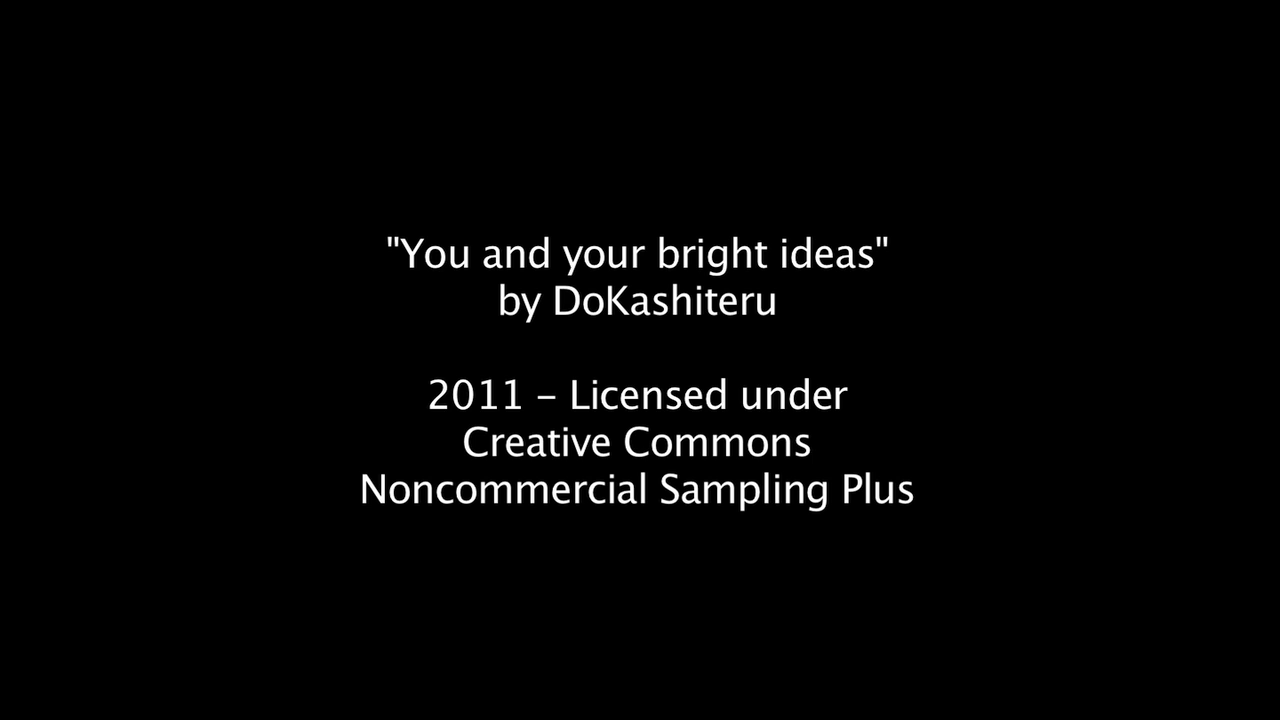 "You and your bright ideas"
by DoKashiteru
2011 – Licensed under
Creative Commons
Noncommercial Sampling Plus